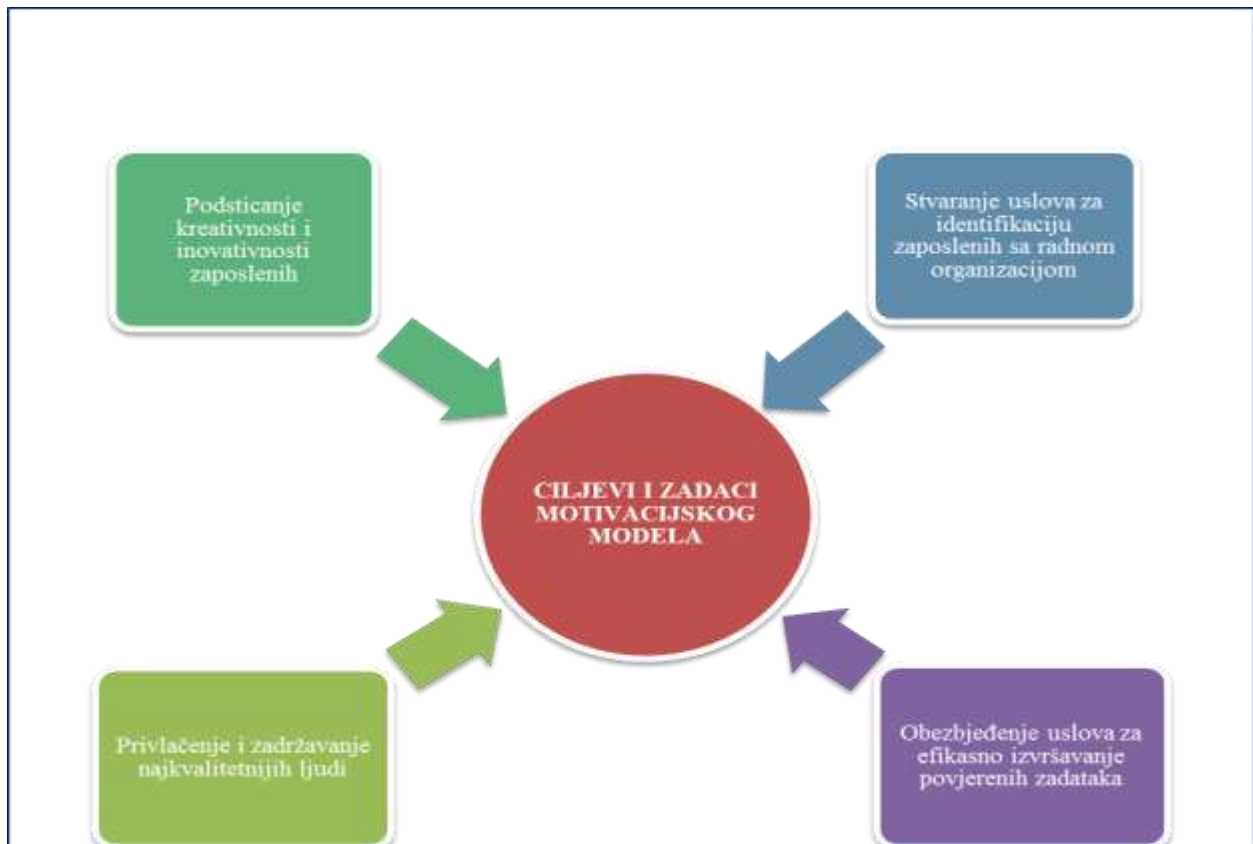 Podsticanje
kreativnosti i
inovativnosti
zaposlenih
Stvaranje uslova za
identifikaciju
zaposlenih sa radnom
organizacijom
CILJEVI I ZADACI
MOTIVACIJSKOG
MODELA
Privlačenje i zadržavanje
najkvalitetnijih ljudi
Obezbjeđenje uslova za
efikasno izvršavanje
povjerenih zadataka